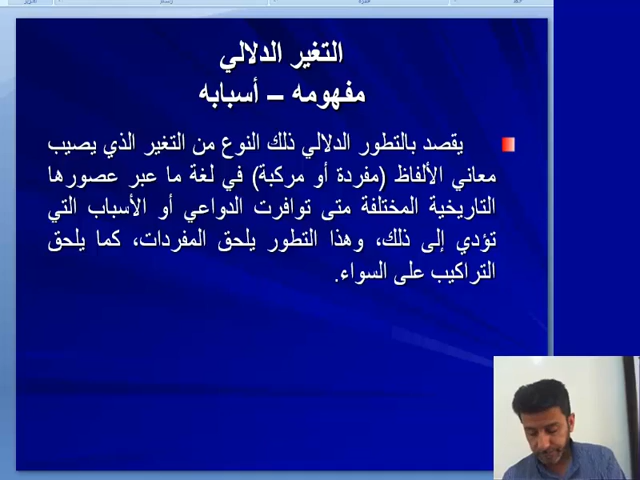 التغير الدلالي
مفهومه – أسبابه
يقصد بالتطور الدلالي ذلك النوع من التغير الذي يصيب
معاني الألفاظ (مفردة أو مركبة) في لغة ما عبر عصورها
التاريخية المختلفة متى توافرت الدواعي أو الأسباب التي
تؤدي إلى ذلك، وهذا التطور يلحق المفردات، كما يلحق
التراكيب على السواء.